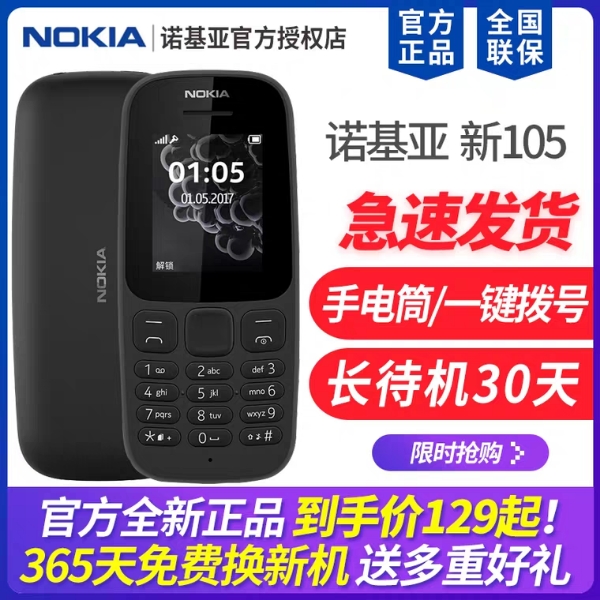 NOKIA 诺基亚官方授权店
官方正品
全国联保
诺基亚 新105
急速发货
手电筒/一键拨号
长待机30天
限时抢购
NOKIA
NOKIA
01:05
01.05.2017
解锁
1
2 abc
3 def
4 ghi
5 jkl
6 mno
7 pqrs
8 tuv
9 wxyz
* +
0
#
官方全新正品 到手价129起!
365天免费换新机 送多重好礼